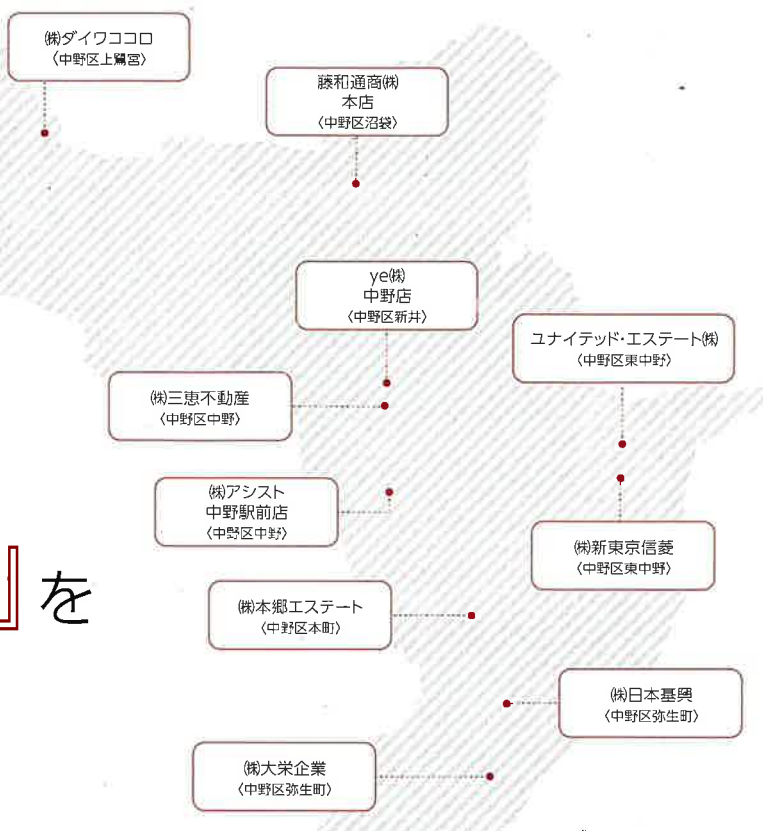 ㈱ダイワココロ
〈中野区上鷺宮〉
藤和通商㈱
本店
〈中野区沼袋〉
ye㈱
中野店
〈中野区新井〉
ユナイテッド・エステート㈱
〈中野区東中野〉
㈱三恵不動産
〈中野区中野〉
㈱アシスト
中野駅前店
〈中野区中野〉
㈱新東京信菱
〈中野区東中野〉
』を
㈱本郷エステート
〈中野区本町〉
㈱日本基興
〈中野区弥生町〉
㈱大栄企業
〈中野区弥生町〉